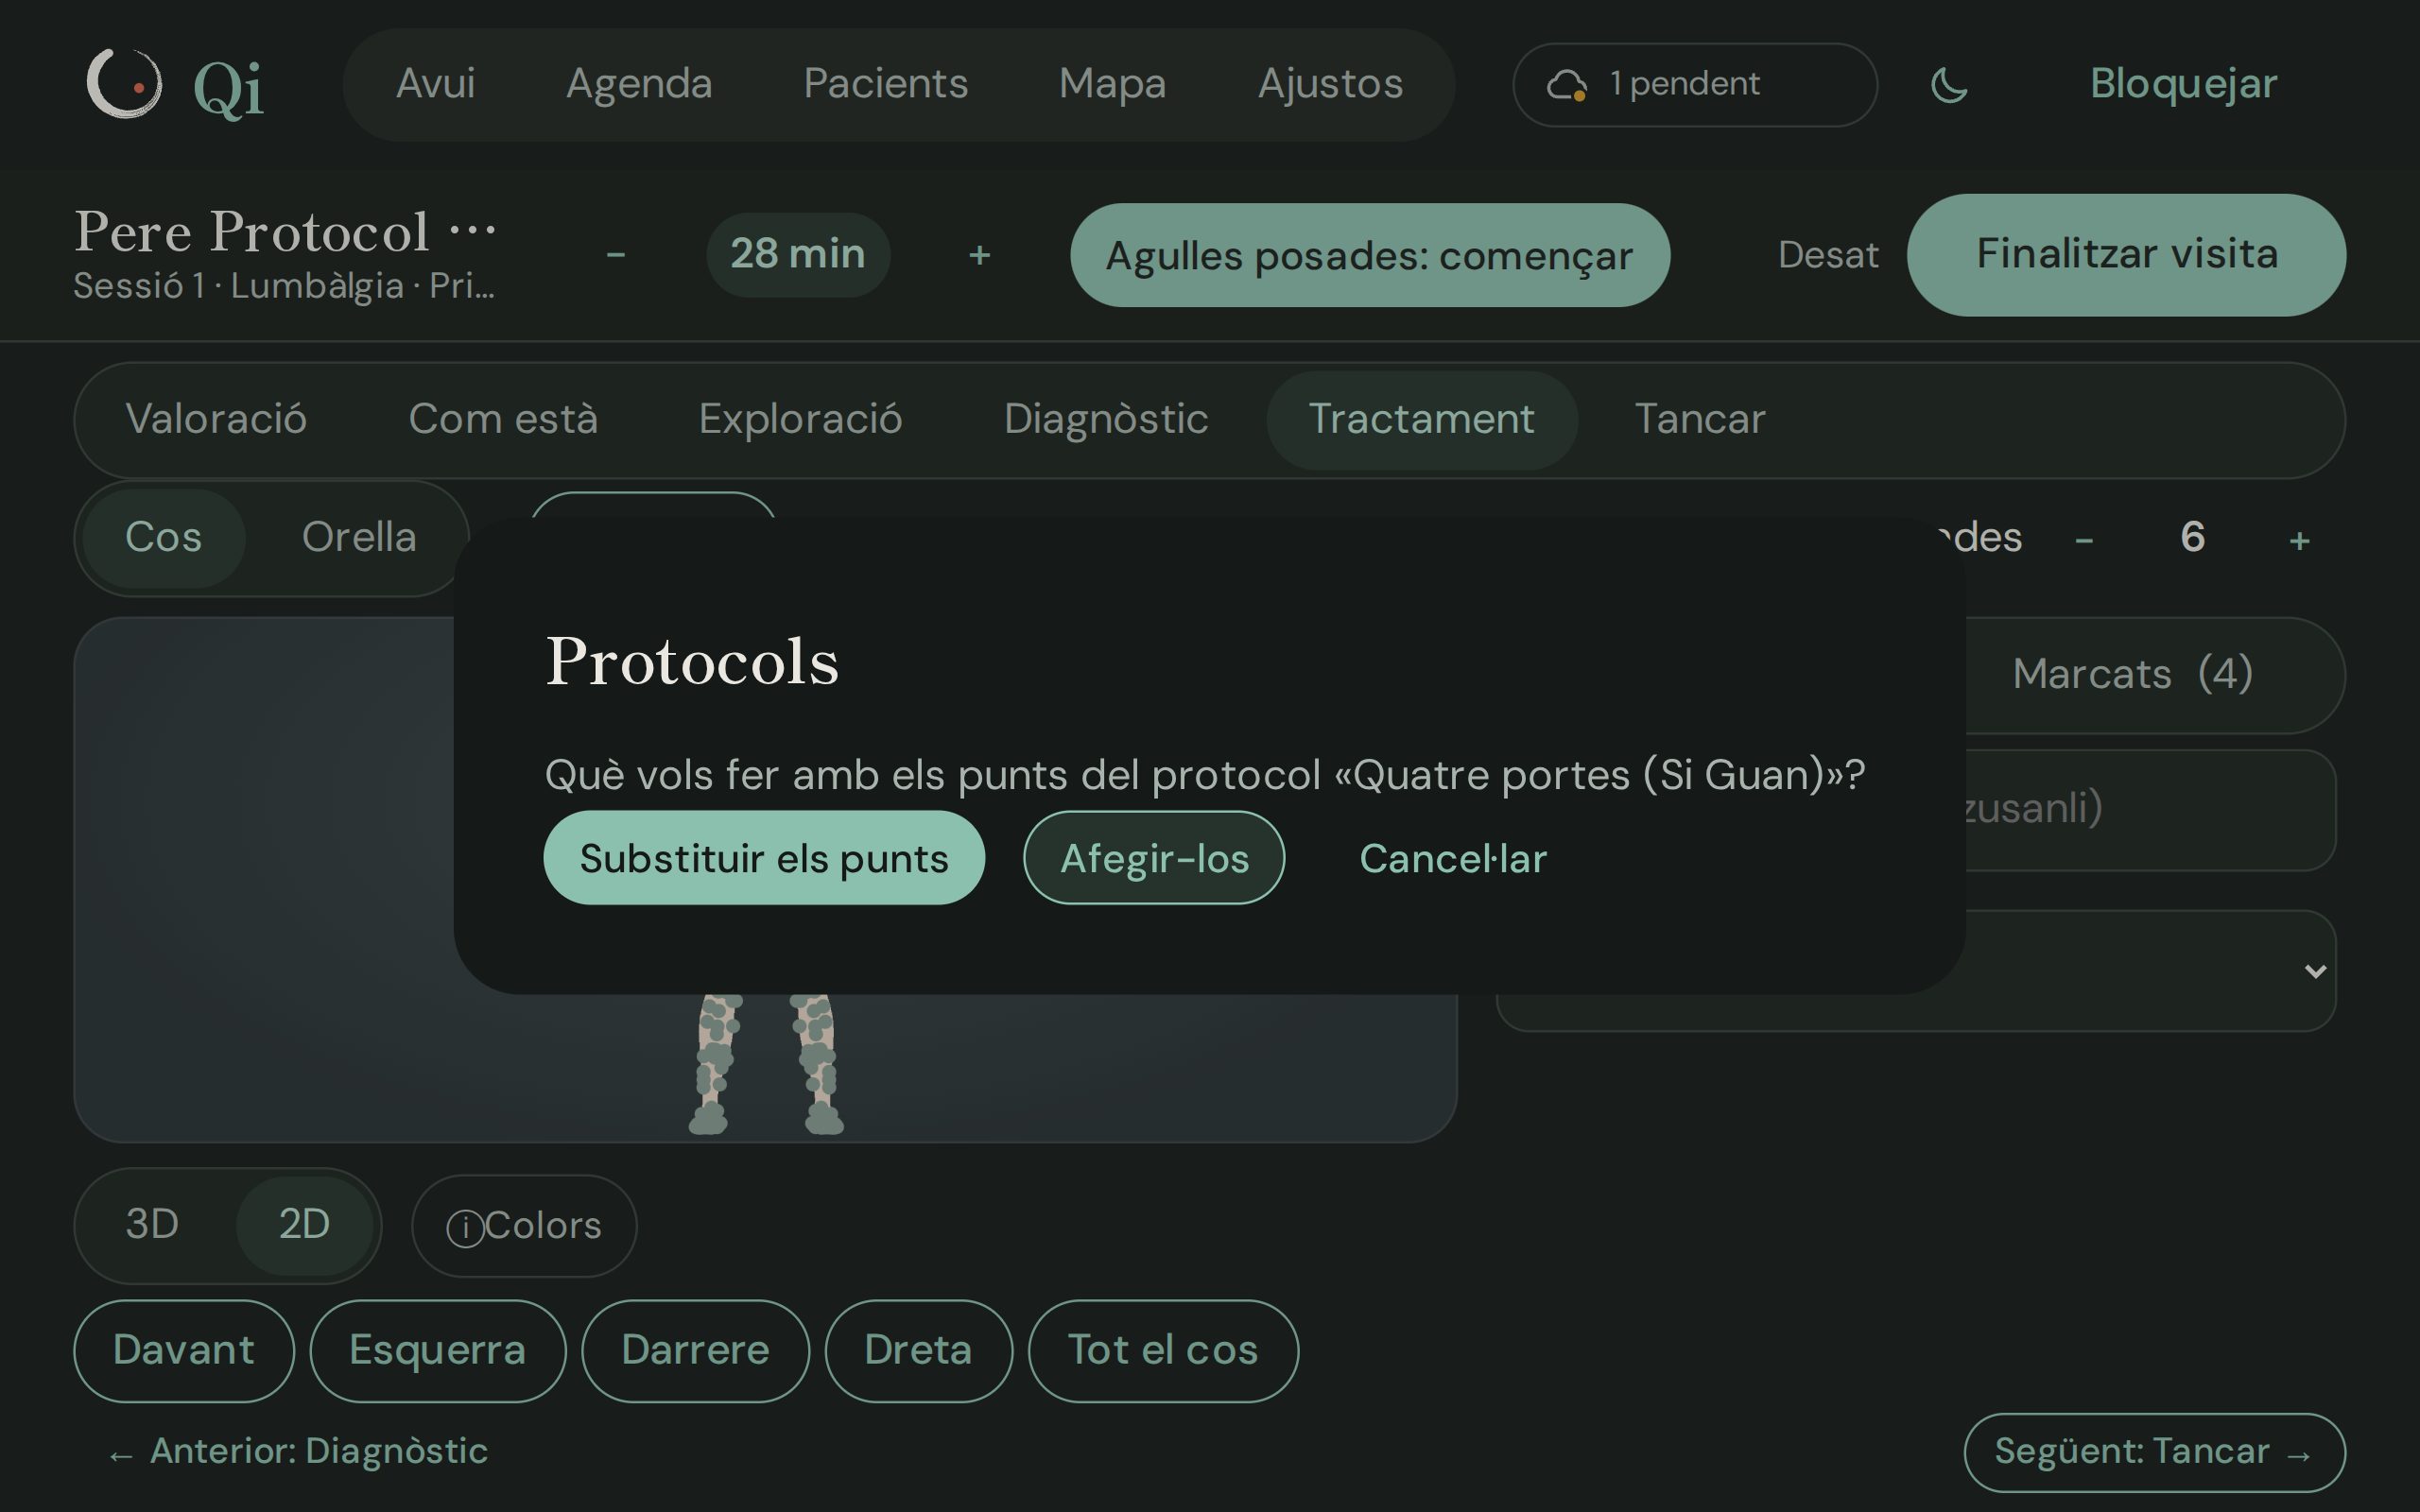 Qi
Avui
Agenda
Pacients
Mapa
Ajustos
1 pendent
Bloquejar
Pere Protocol ...
Sessió 1 · Lumbàlgia · Pri...
- 28 min +
Agulles posades: començar
Desat
Finalitzar visita
Valoració
Com està
Exploració
Diagnòstic
Tractament
Tancar
Cos
Orella
- 6 +
Marcats (4)
Protocols
Què vols fer amb els punts del protocol «Quatre portes (Si Guan)»?
Substituir els punts
Afegir-los
Cancel·lar
3D
2D
ⓘ Colors
Davant
Esquerra
Darrere
Dreta
Tot el cos
← Anterior: Diagnòstic
Següent: Tancar →